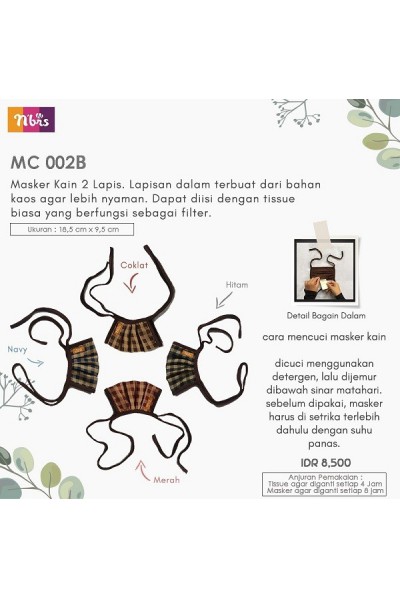 Nbrs
MC 002B
Masker Kain 2 Lapis. Lapisan dalam terbuat dari bahan
kaos agar lebih nyaman. Dapat diisi dengan tissue
biasa yang berfungsi sebagai filter.
Ukuran : 18,5 cm x 9,5 cm
Coklat
Hitam
Navy
Merah
Detail Bagain Dalam
cara mencuci masker kain
dicuci menggunakan
detergen, lalu dijemur
dibawah sinar matahari.
sebelum dipakai, masker
harus di setrika terlebih
dahulu dengan suhu
panas.
IDR 8,500
Anjuran Pemakaian :
Tissue agar diganti setiap 4 Jam
Masker agar diganti setiap 8 jam